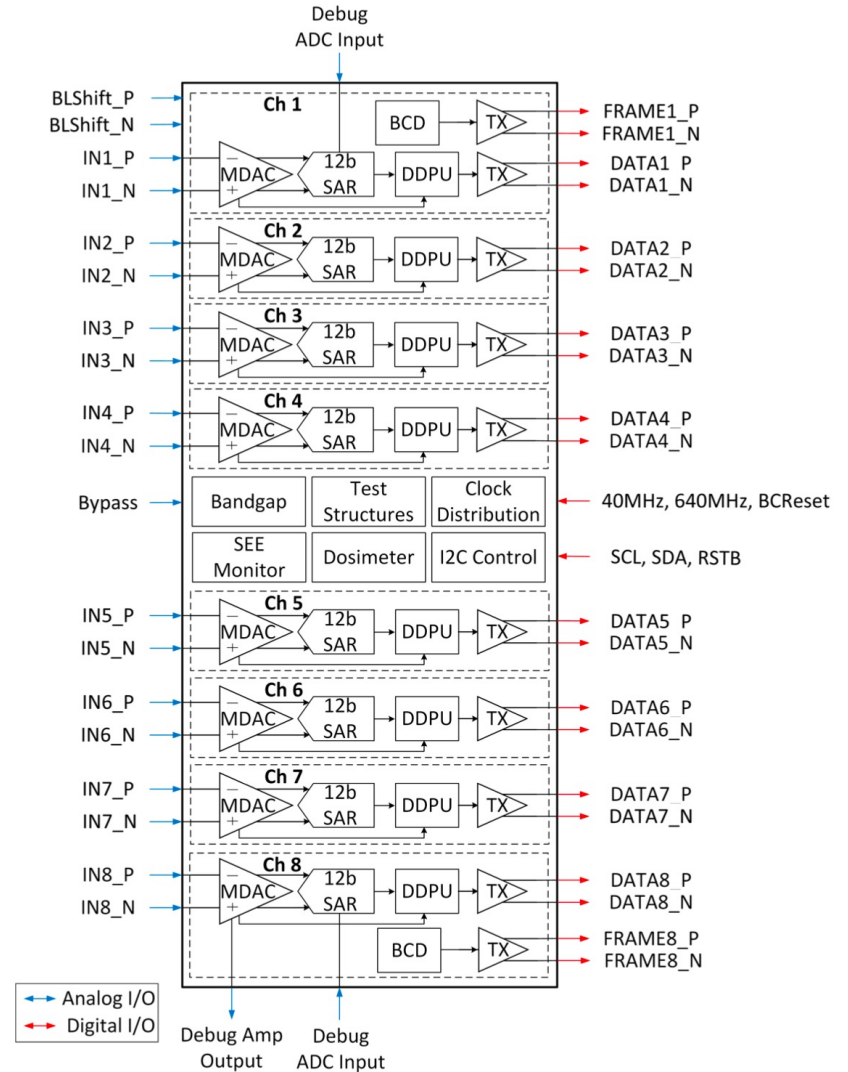 Debug
ADC Input
BLShift_P
BLShift_N
Ch 1
BCD
TX
FRAME1_P
FRAME1_N
IN1_P
IN1_N
−
MDAC
+
12b
SAR
DDPU
TX
DATA1_P
DATA1_N
Ch 2
IN2_P
IN2_N
−
MDAC
+
12b
SAR
DDPU
TX
DATA2_P
DATA2_N
Ch 3
IN3_P
IN3_N
−
MDAC
+
12b
SAR
DDPU
TX
DATA3_P
DATA3_N
Ch 4
IN4_P
IN4_N
−
MDAC
+
12b
SAR
DDPU
TX
DATA4_P
DATA4_N
Bypass
Bandgap
Test
Structures
Clock
Distribution
40MHz, 640MHz, BCReset
SEE
Monitor
Dosimeter
I2C Control
SCL, SDA, RSTB
Ch 5
IN5_P
IN5_N
−
MDAC
+
12b
SAR
DDPU
TX
DATA5_P
DATA5_N
Ch 6
IN6_P
IN6_N
−
MDAC
+
12b
SAR
DDPU
TX
DATA6_P
DATA6_N
Ch 7
IN7_P
IN7_N
−
MDAC
+
12b
SAR
DDPU
TX
DATA7_P
DATA7_N
Ch 8
IN8_P
IN8_N
−
MDAC
+
12b
SAR
DDPU
TX
DATA8_P
DATA8_N
BCD
TX
FRAME8_P
FRAME8_N
Analog I/O
Digital I/O
Debug Amp
Output
Debug
ADC Input